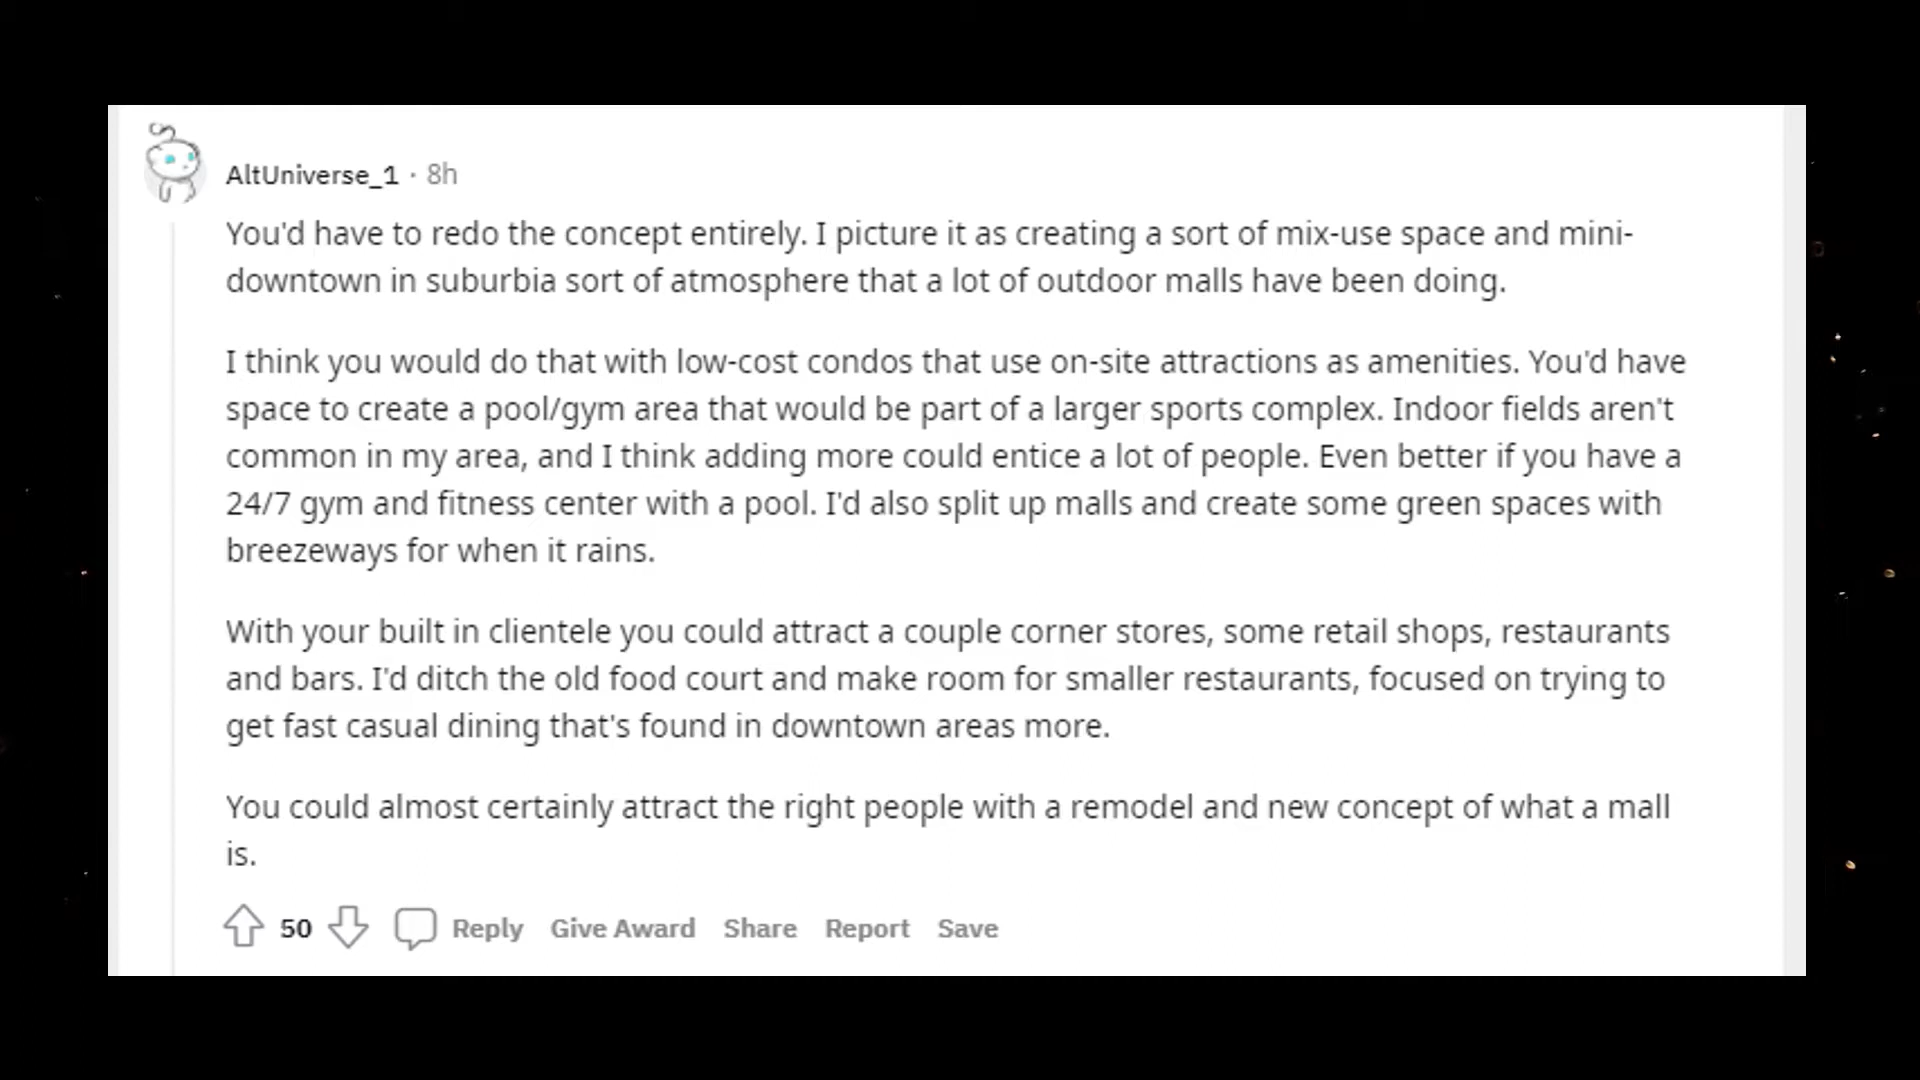 AltUniverse_1 · 8h
You'd have to redo the concept entirely. I picture it as creating a sort of mix-use space and mini-
downtown in suburbia sort of atmosphere that a lot of outdoor malls have been doing.
I think you would do that with low-cost condos that use on-site attractions as amenities. You'd have
space to create a pool/gym area that would be part of a larger sports complex. Indoor fields aren't
common in my area, and I think adding more could entice a lot of people. Even better if you have a
24/7 gym and fitness center with a pool. I'd also split up malls and create some green spaces with
breezeways for when it rains.
With your built in clientele you could attract a couple corner stores, some retail shops, restaurants
and bars. I'd ditch the old food court and make room for smaller restaurants, focused on trying to
get fast casual dining that's found in downtown areas more.
You could almost certainly attract the right people with a remodel and new concept of what a mall
is.
50 Reply Give Award Share Report Save